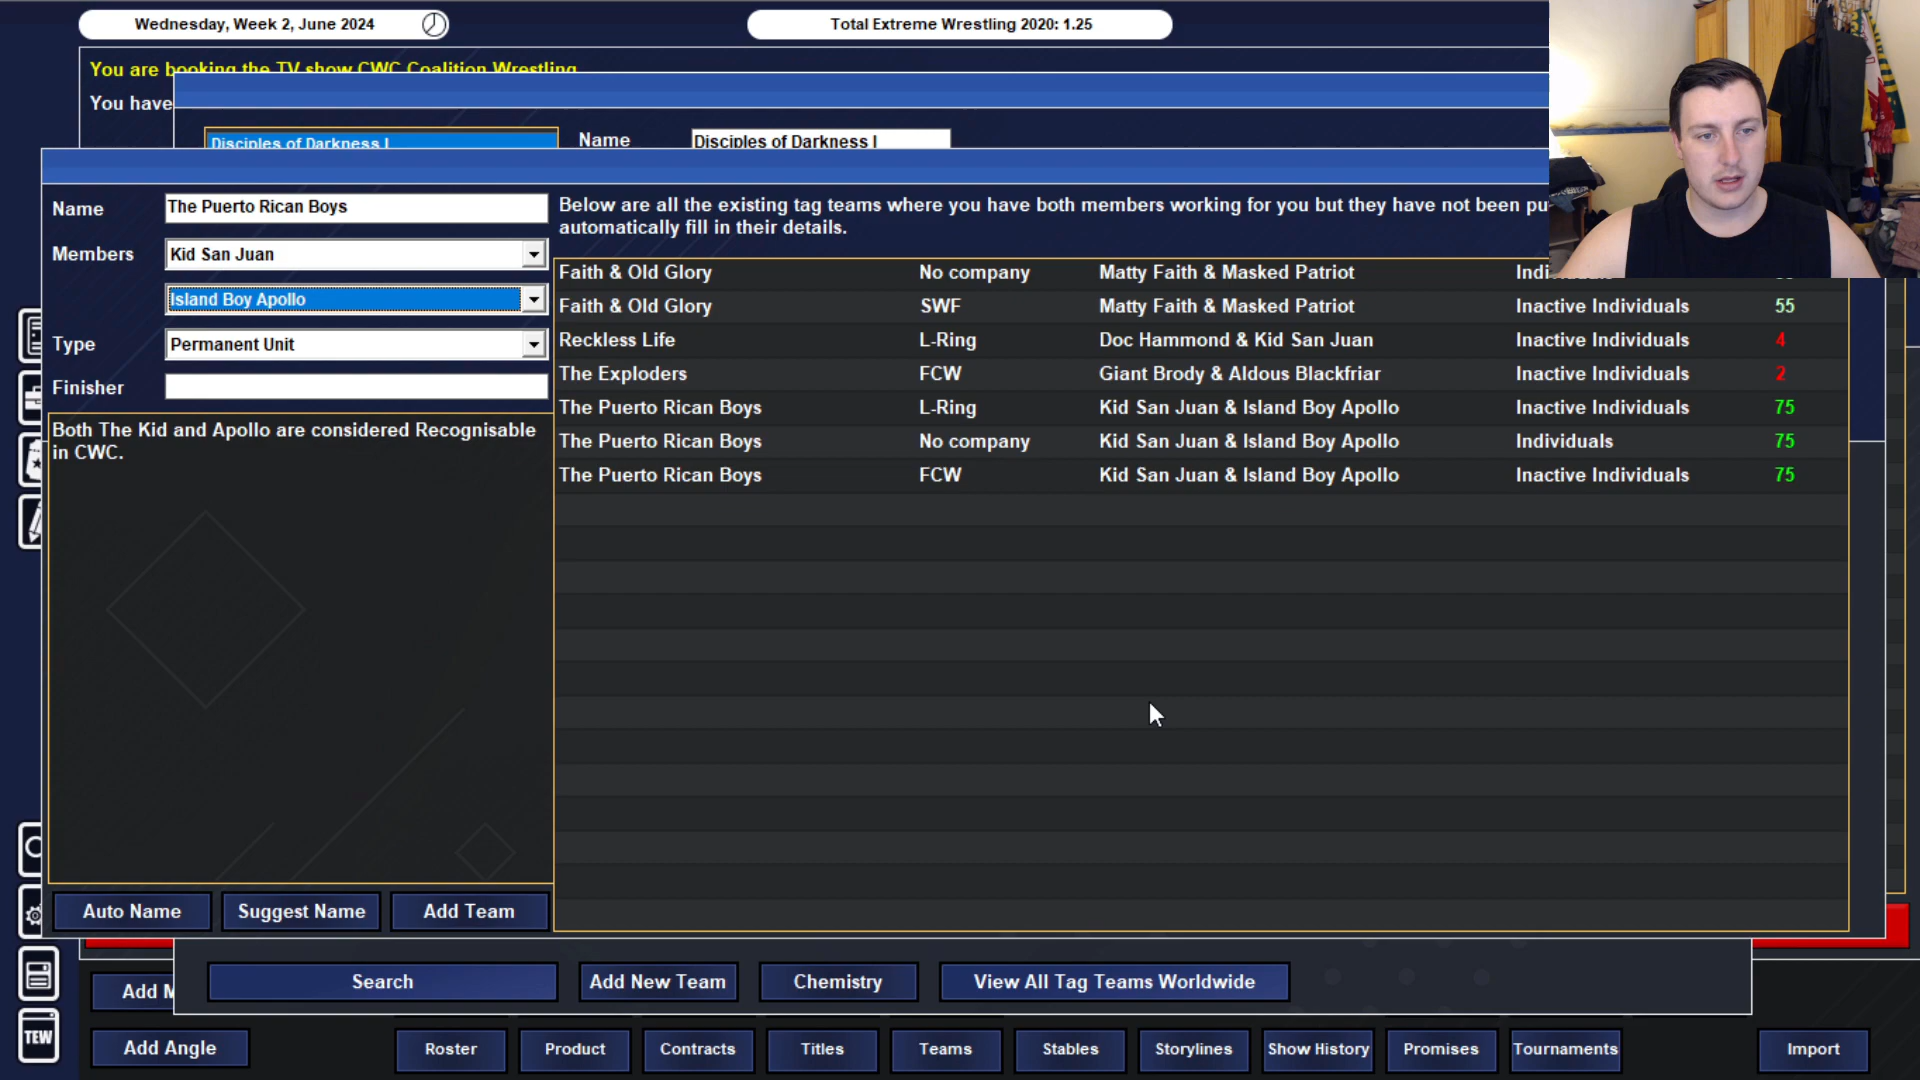 Wednesday, Week 2, June 2024
Total Extreme Wrestling 2020: 1.25
You are booking the TV show CWC Coalition Wrestling
You have
Disciples of Darkness I
Name
Disciples of Darkness I
Name
The Puerto Rican Boys
Members
Kid San Juan
Island Boy Apollo
Type
Permanent Unit
Finisher
Both The Kid and Apollo are considered Recognisable
in CWC.
Below are all the existing tag teams where you have both members working for you but they have not been pu
automatically fill in their details.
Faith & Old Glory No company Matty Faith & Masked Patriot
Faith & Old Glory SWF Matty Faith & Masked Patriot Inactive Individuals 55
Reckless Life L-Ring Doc Hammond & Kid San Juan Inactive Individuals 4
The Exploders FCW Giant Brody & Aldous Blackfriar Inactive Individuals 2
The Puerto Rican Boys L-Ring Kid San Juan & Island Boy Apollo Inactive Individuals 75
The Puerto Rican Boys No company Kid San Juan & Island Boy Apollo Individuals 75
The Puerto Rican Boys FCW Kid San Juan & Island Boy Apollo Inactive Individuals 75
Auto Name Suggest Name Add Team
Search Add New Team Chemistry View All Tag Teams Worldwide
Add M
TEW
Add Angle Roster Product Contracts Titles Teams Stables Storylines Show History Promises Tournaments Import